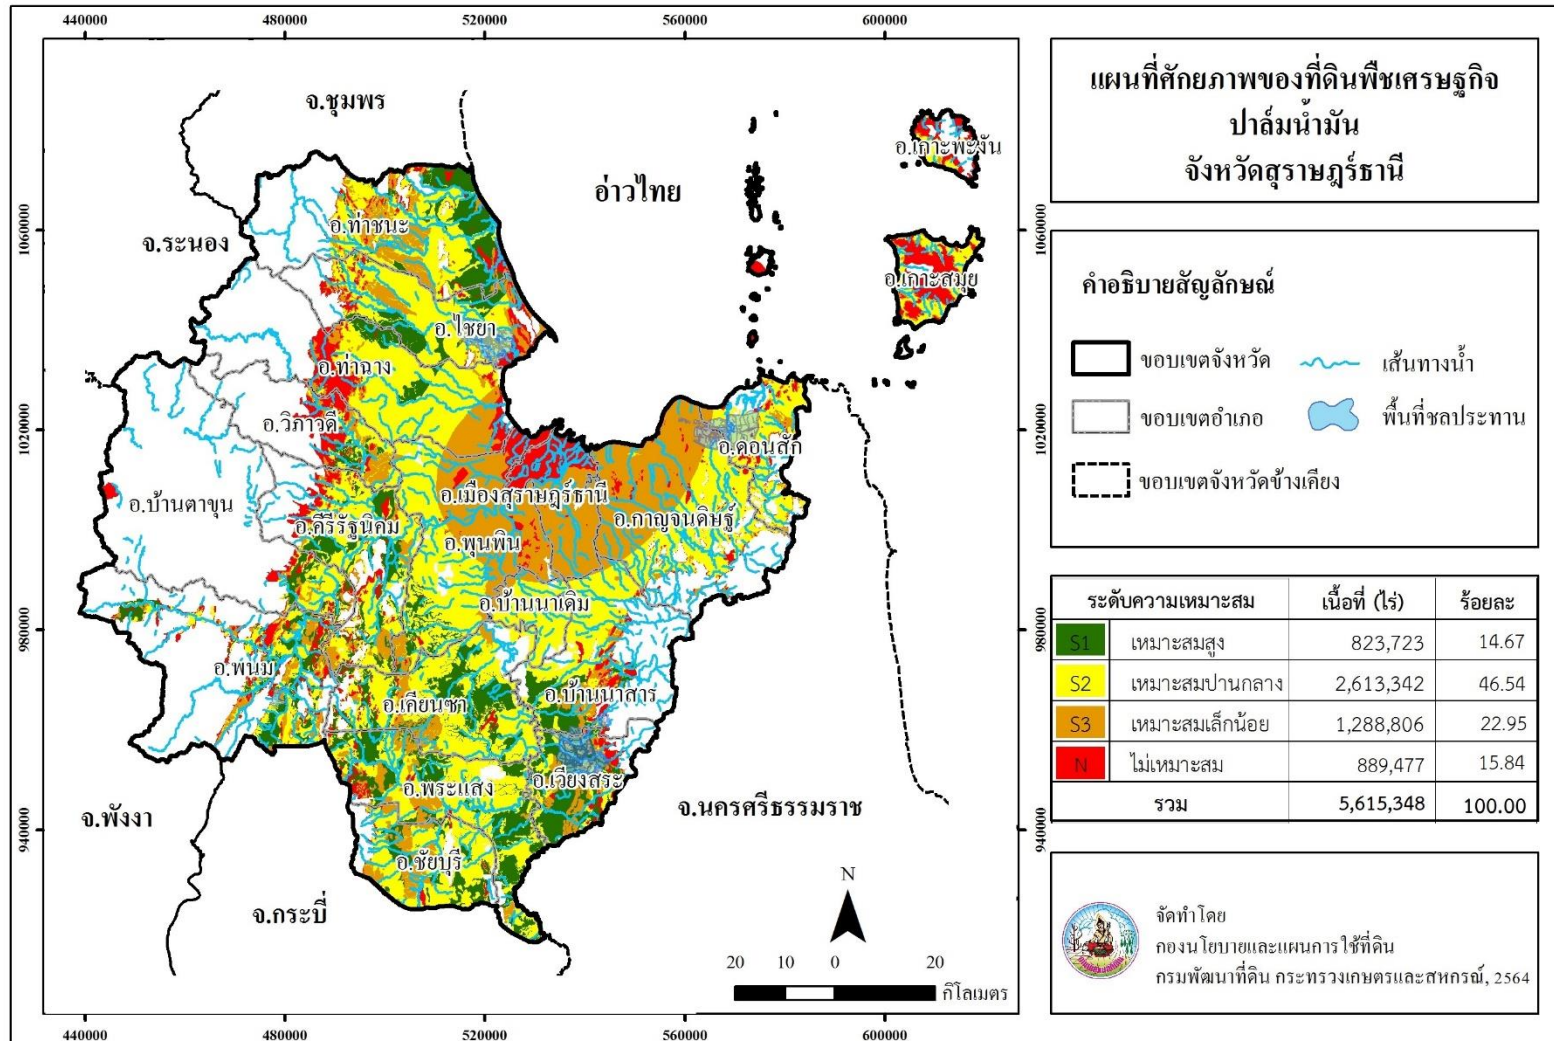 440000 480000 520000 560000 600000
แผนที่ศักยภาพของที่ดินพืชเศรษฐกิจ
ปาล์มน้ำมัน
จังหวัดสุราษฎร์ธานี
จ.ชุมพร
อ.เกาะพะงัน
อ่าวไทย
1060000
อ.ท่าชนะ
จ.ระนอง
1060000
อ.เกาะสมุย
คำอธิบายสัญลักษณ์
อ.ไชยา
ขอบเขตจังหวัด เส้นทางน้ำ
อ.ท่าฉาง
ขอบเขตอำเภอ พื้นที่ชลประทาน
1020000
อ.วิภาวดี
อ.ดอนสัก
1020000
ขอบเขตจังหวัดข้างเคียง
อ.บ้านตาขุน
อ.เมืองสุราษฎร์ธานี
อ.คีรีรัฐนิคม
อ.กาญจนดิษฐ์
อ.พุนพิน
อ.บ้านนาเดิม
ระดับความเหมาะสม เนื้อที่ (ไร่) ร้อยละ
980000
980000
S1 เหมาะสมสูง 823,723 14.67
อ.พนม
S2 เหมาะสมปานกลาง 2,613,342 46.54
อ.บ้านนาสาร
อ.เคียนซา
S3 เหมาะสมเล็กน้อย 1,288,806 22.95
N ไม่เหมาะสม 889,477 15.84
อ.เวียงสระ
อ.พระแสง
รวม 5,615,348 100.00
จ.พังงา
จ.นครศรีธรรมราช
940000
940000
อ.ชัยบุรี
จ.กระบี่
N
จัดทำโดย
กองนโยบายและแผนการใช้ที่ดิน
กรมพัฒนาที่ดิน กระทรวงเกษตรและสหกรณ์, 2564
20 10 0 20
กิโลเมตร
440000 480000 520000 560000 600000